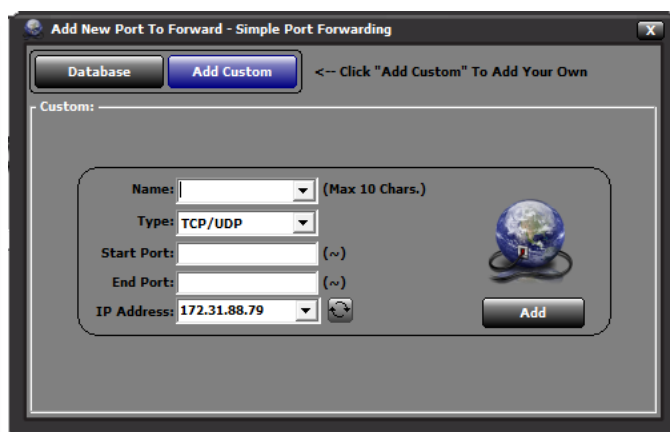 Add New Port To Forward - Simple Port Forwarding
X
Database
Add Custom
<-- Click "Add Custom" To Add Your Own
Custom:
Name:
(Max 10 Chars.)
Type: TCP/UDP
Start Port:
(~)
End Port:
(~)
IP Address: 172.31.88.79
Add